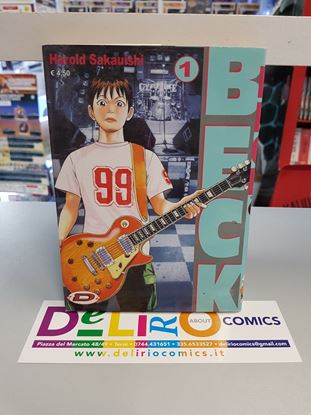 Harold Sakuishi
€ 4,50
1
BECK
99
D
DeLiRiO
ABOUT
COMICS
Piazza del Mercato 48/49 • Terni • 0744.431651 • 335.6533527 • deliriocomics@gmail.com
www.deliriocomics.it